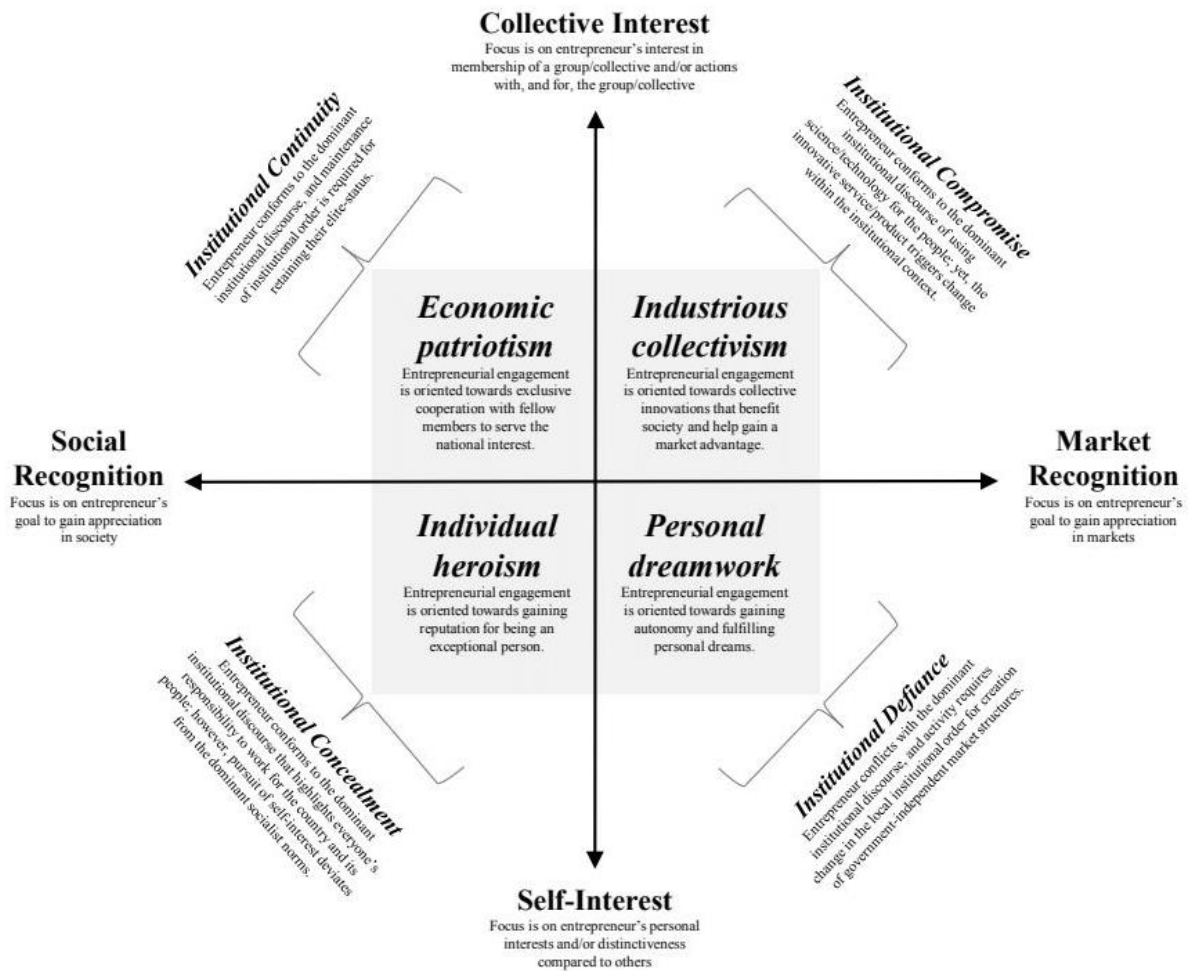 Collective Interest
Focus is on entrepreneur's interest in
membership of a group/collective and/or actions
with, and for, the group/collective
Institutional Continuity
Entrepreneur conforms to the dominant
institutional discourse, and maintenance
of institutional order is required for
retaining their elite-status.
Institutional Compromise
Entrepreneur conforms to the dominant
institutional discourse of using
science/technology for the people; yet, the
innovative service/product triggers change
within the institutional context.
Economic
patriotism
Entrepreneurial engagement
is oriented towards exclusive
cooperation with fellow
members to serve the
national interest.
Industrious
collectivism
Entrepreneurial engagement
is oriented towards collective
innovations that benefit
society and help gain a
market advantage.
Social
Recognition
Focus is on entrepreneur's
goal to gain appreciation
in society
Market
Recognition
Focus is on entrepreneur's
goal to gain appreciation
in markets
Individual
heroism
Entrepreneurial engagement
is oriented towards gaining
reputation for being an
exceptional person.
Personal
dreamwork
Entrepreneurial engagement
is oriented towards gaining
autonomy and fulfilling
personal dreams.
Institutional Concealment
Entrepreneur conforms to the dominant
institutional discourse that highlights everyone's
responsibility to work for the country and its
people; however, pursuit of self-interest deviates
from the dominant socialist norms.
Institutional Defiance
Entrepreneur conflicts with the dominant
institutional discourse, and activity requires
change in the local institutional order for creation
of government-independent market structures.
Self-Interest
Focus is on entrepreneur's personal
interests and/or distinctiveness
compared to others